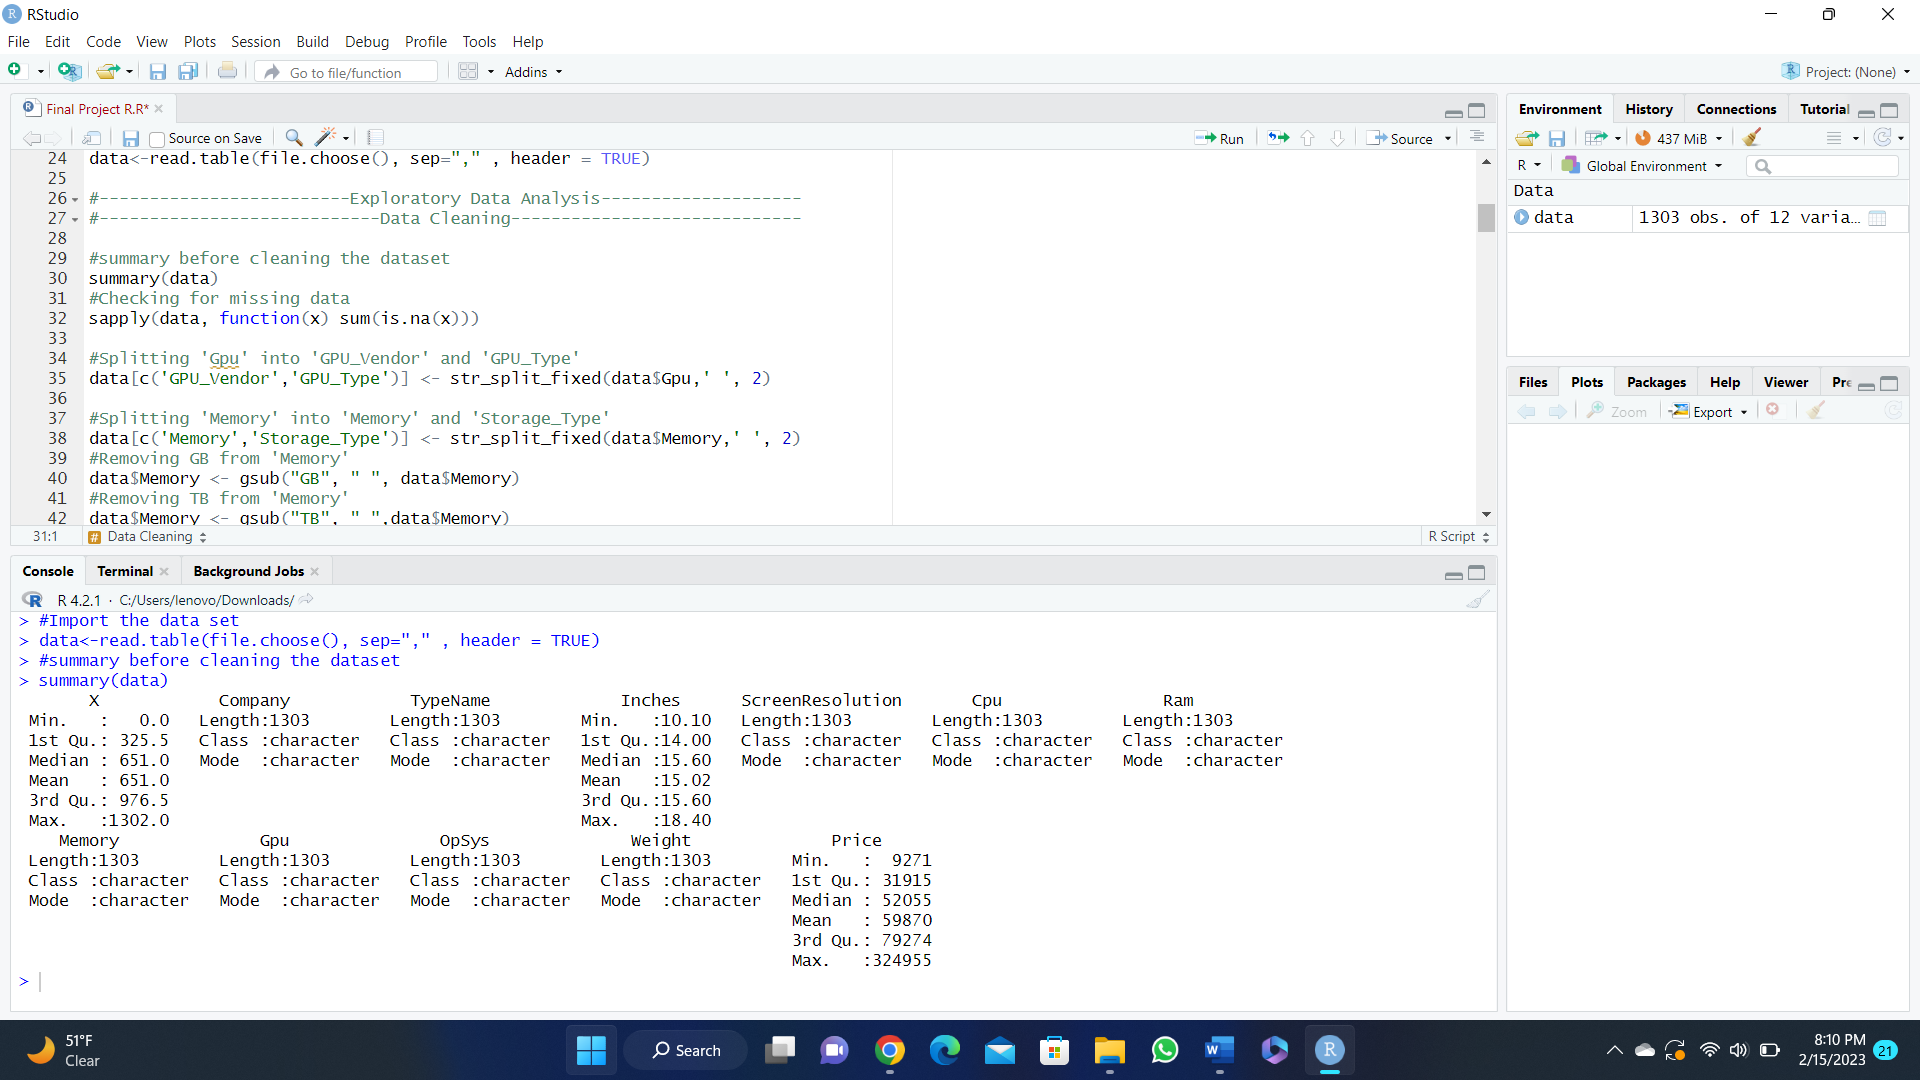 RStudio
File Edit Code View Plots Session Build Debug Profile Tools Help
Go to file/function Addins Project: (None)
Final Project R.R*
Source on Save Run Source
24 data<-read.table(file.choose(), sep="," , header = TRUE)
25
26 #-------------------------Exploratory Data Analysis--------------------
27 #----------------------------Data Cleaning-----------------------------
28
29 #summary before cleaning the dataset
30 summary(data)
31 #Checking for missing data
32 sapply(data, function(x) sum(is.na(x)))
33
34 #Splitting 'Gpu' into 'GPU_Vendor' and 'GPU_Type'
35 data[c('GPU_Vendor','GPU_Type')] <- str_split_fixed(data$Gpu,' ', 2)
36
37 #Splitting 'Memory' into 'Memory' and 'Storage_Type'
38 data[c('Memory','Storage_Type')] <- str_split_fixed(data$Memory,' ', 2)
39 #Removing GB from 'Memory'
40 data$Memory <- gsub("GB", " ", data$Memory)
41 #Removing TB from 'Memory'
42 data$Memory <- gsub("TB", " ",data$Memory)
31:1 # Data Cleaning R Script
Console Terminal Background Jobs
R 4.2.1 · C:/Users/lenovo/Downloads/
> #Import the data set
> data<-read.table(file.choose(), sep="," , header = TRUE)
> #summary before cleaning the dataset
> summary(data)
X Company TypeName Inches ScreenResolution Cpu Ram
Min. : 0.0 Length:1303 Length:1303 Min. :10.10 Length:1303 Length:1303 Length:1303
1st Qu.: 325.5 Class :character Class :character 1st Qu.:14.00 Class :character Class :character Class :character
Median : 651.0 Mode :character Mode :character Median :15.60 Mode :character Mode :character Mode :character
Mean : 651.0 Mean :15.02
3rd Qu.: 976.5 3rd Qu.:15.60
Max. :1302.0 Max. :18.40
Memory Gpu OpSys Weight Price
Length:1303 Length:1303 Length:1303 Length:1303 Min. : 9271
Class :character Class :character Class :character Class :character 1st Qu.: 31915
Mode :character Mode :character Mode :character Mode :character Median : 52055
Mean : 59870
3rd Qu.: 79274
Max. :324955
>
Environment History Connections Tutorial
437 MiB
R Global Environment
Data
data 1303 obs. of 12 varia…
Files Plots Packages Help Viewer Pre
Zoom Export
51°F
Clear
Search
8:10 PM
2/15/2023 21